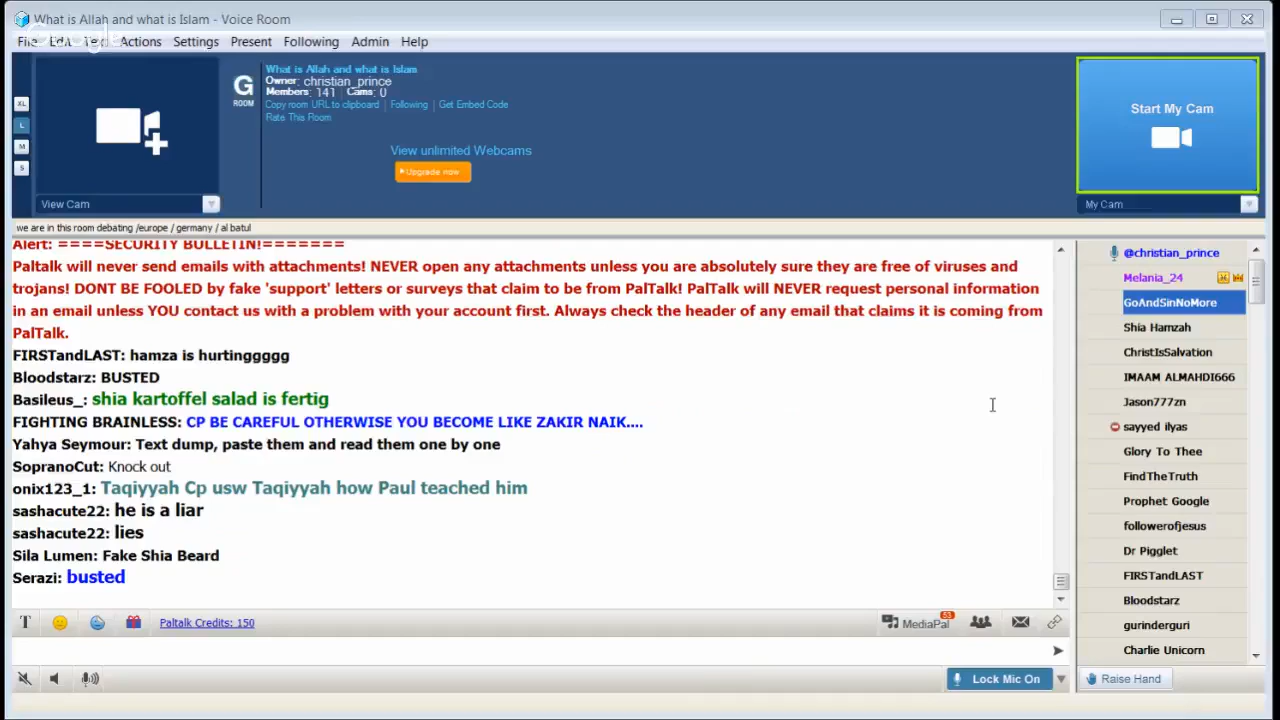 What is Allah and what is Islam - Voice Room
Google
File Edit Text Actions Settings Present Following Admin Help
XL
L
M
S
View Cam
G
ROOM
What is Allah and what is Islam
Owner: christian_prince
Members: 141 Cams: 0
Copy room URL to clipboard | Following | Get Embed Code
Rate This Room
View unlimited Webcams
Upgrade now
Start My Cam
My Cam
we are in this room debating /europe / germany / al batul
Alert: ====SECURITY BULLETIN!=======
Paltalk will never send emails with attachments! NEVER open any attachments unless you are absolutely sure they are free of viruses and
trojans! DONT BE FOOLED by fake 'support' letters or surveys that claim to be from PalTalk! PalTalk will NEVER request personal information
in an email unless YOU contact us with a problem with your account first. Always check the header of any email that claims it is coming from
PalTalk.
FIRSTandLAST: hamza is hurtinggggg
Bloodstarz: BUSTED
Basileus_: shia kartoffel salad is fertig
FIGHTING BRAINLESS: CP BE CAREFUL OTHERWISE YOU BECOME LIKE ZAKIR NAIK....
Yahya Seymour: Text dump, paste them and read them one by one
SopranoCut: Knock out
onix123_1: Taqiyyah Cp usw Taqiyyah how Paul teached him
sashacute22: he is a liar
sashacute22: lies
Sila Lumen: Fake Shia Beard
Serazi: busted
@christian_prince
Melania_24
GoAndSinNoMore
Shia Hamzah
ChristIsSalvation
IMAAM ALMAHDI666
Jason777zn
sayyed ilyas
Glory To Thee
FindTheTruth
Prophet Google
followerofjesus
Dr Pigglet
FIRSTandLAST
Bloodstarz
gurinderguri
Charlie Unicorn
T
Paltalk Credits: 150
MediaPal
53
Lock Mic On
Raise Hand